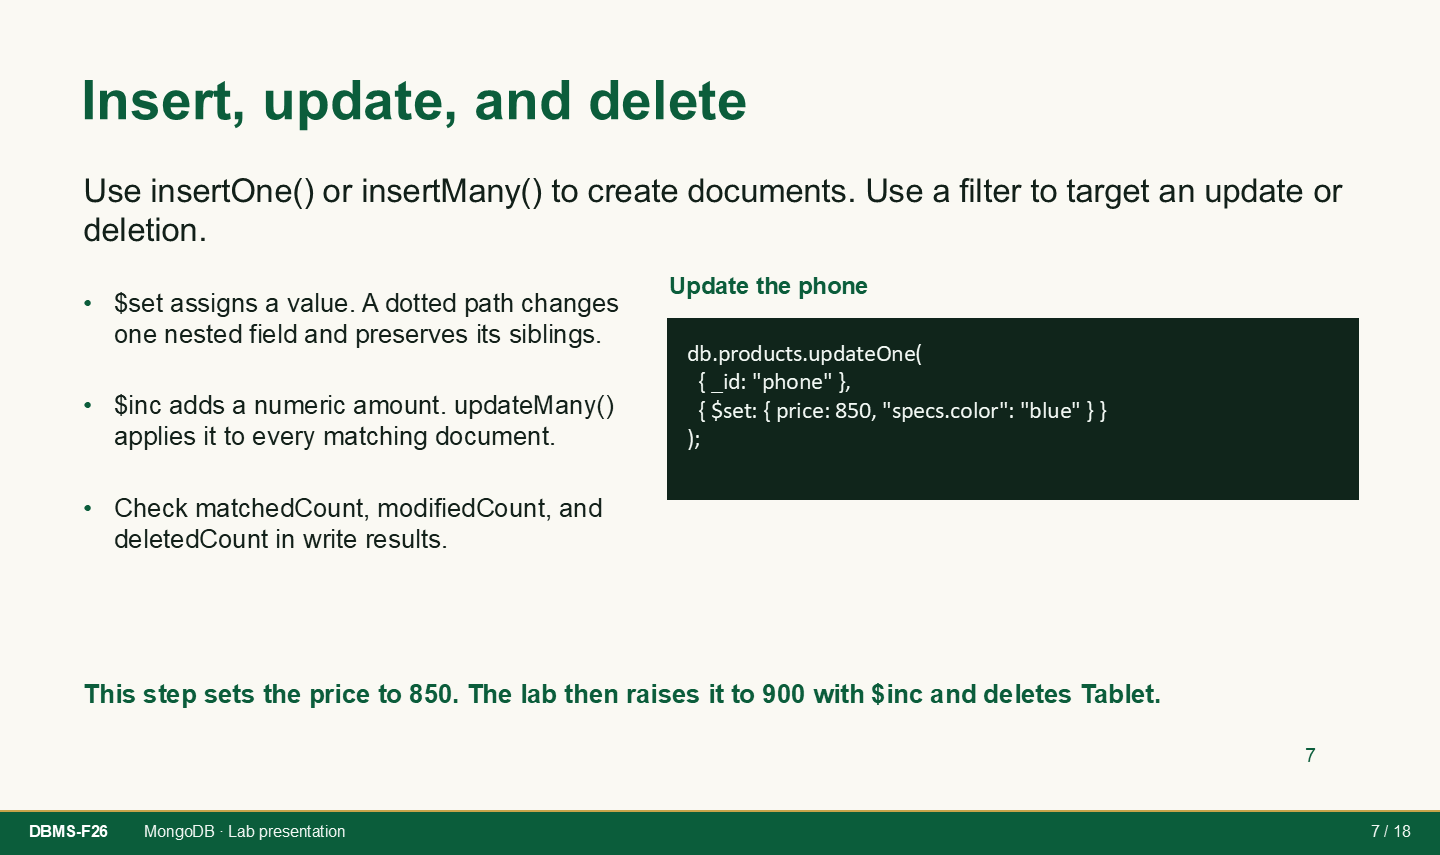 Insert, update, and delete
Use insertOne() or insertMany() to create documents. Use a filter to target an update or
deletion.
• $set assigns a value. A dotted path changes
one nested field and preserves its siblings.
• $inc adds a numeric amount. updateMany()
applies it to every matching document.
• Check matchedCount, modifiedCount, and
deletedCount in write results.
Update the phone
db.products.updateOne(
  { _id: "phone" },
  { $set: { price: 850, "specs.color": "blue" } }
);
This step sets the price to 850. The lab then raises it to 900 with $inc and deletes Tablet.
7
DBMS-F26 MongoDB · Lab presentation 7 / 18